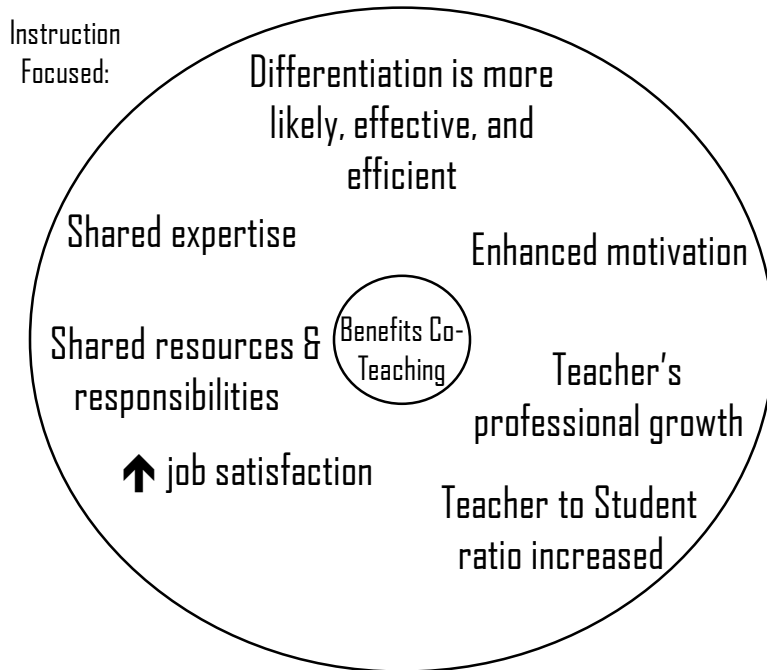 Instruction
Focused:
Differentiation is more
likely, effective, and
efficient
Shared expertise
Enhanced motivation
Benefits Co-
Teaching
Shared resources &
responsibilities
Teacher's
professional growth
↑ job satisfaction
Teacher to Student
ratio increased